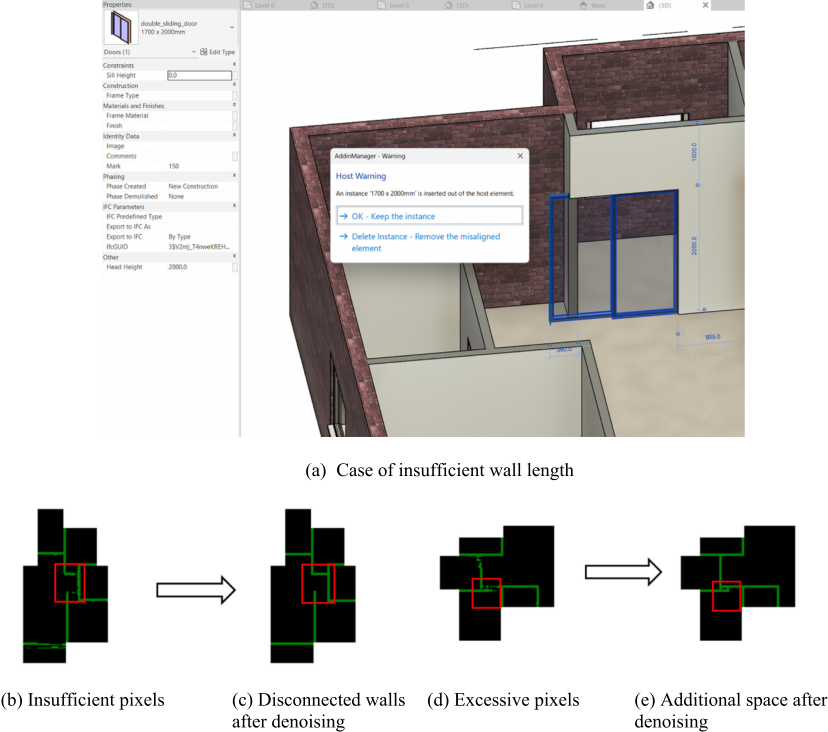 Properties
Level 0
(3D)
Level 0
(3D)
Level 0
West
(3D)
double_sliding_door
1700 x 2000mm
Doors (1)
Edit Type
Constraints
Sill Height 0.0
Construction
Frame Type
Materials and Finishes
Frame Material
Finish
Identity Data
Image
Comments
Mark 150
Phasing
Phase Created New Construction
Phase Demolished None
IFC Parameters
IFC Predefined Type
Export to IFC As
Export to IFC By Type
Other
Head Height 2000.0
AddinManager - Warning
Host Warning
An instance '1700 x 2000mm' is inserted out of the host element.
OK - Keep the instance
Delete Instance - Remove the misaligned
element
1000.0
2000.0
(a) Case of insufficient wall length
(b) Insufficient pixels
(c) Disconnected walls
after denoising
(d) Excessive pixels
(e) Additional space after
denoising